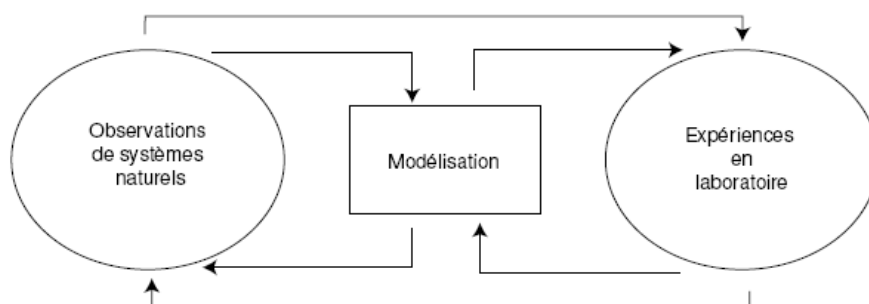 Observations
de systèmes
naturels
Modélisation
Expériences
en
laboratoire